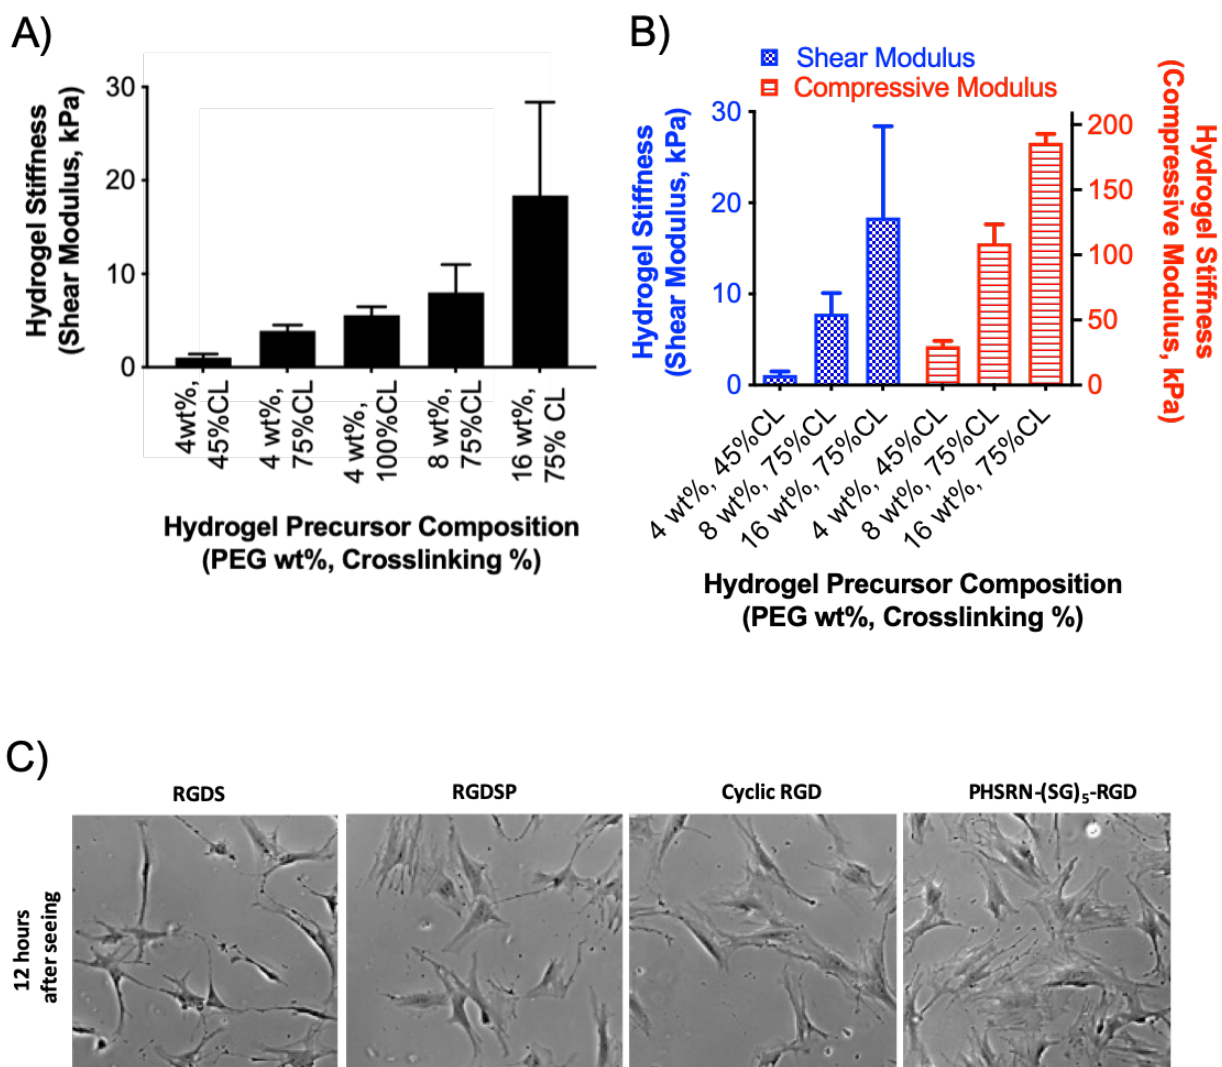 A)
Hydrogel Stiffness
(Shear Modulus, kPa)
30
20
10
0
4wt%,
45%CL
4 wt%,
75%CL
4 wt%,
100%CL
8 wt%,
75%CL
16 wt%,
75% CL
Hydrogel Precursor Composition
(PEG wt%, Crosslinking %)
B)
Shear Modulus
Compressive Modulus
Hydrogel Stiffness
(Shear Modulus, kPa)
30
20
10
0
200
150
100
50
0
Hydrogel Stiffness
(Compressive Modulus, kPa)
4 wt%, 45%CL
8 wt%, 75%CL
16 wt%, 75%CL
4 wt%, 45%CL
8 wt%, 75%CL
16 wt%, 75%CL
Hydrogel Precursor Composition
(PEG wt%, Crosslinking %)
C)
RGDS
RGDSP
Cyclic RGD
PHSRN-(SG)₅-RGD
12 hours
after seeing